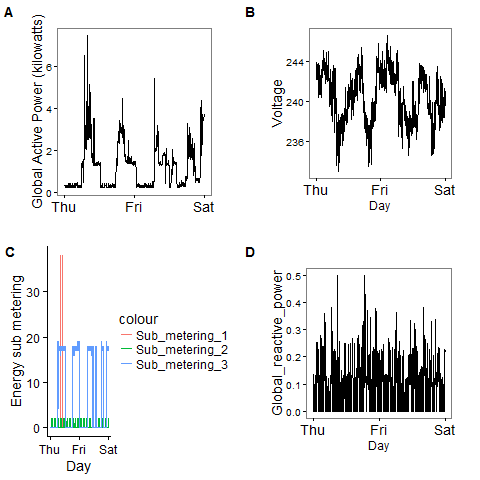 A
Global Active Power (kilowatts)
6
4
2
0
Thu
Fri
Sat
B
Voltage
244
240
236
Thu
Fri
Sat
Day
C
Energy sub metering
30
20
10
0
Thu
Fri
Sat
Day
colour
Sub_metering_1
Sub_metering_2
Sub_metering_3
D
Global_reactive_power
0.5
0.4
0.3
0.2
0.1
0.0
Thu
Fri
Sat
Day